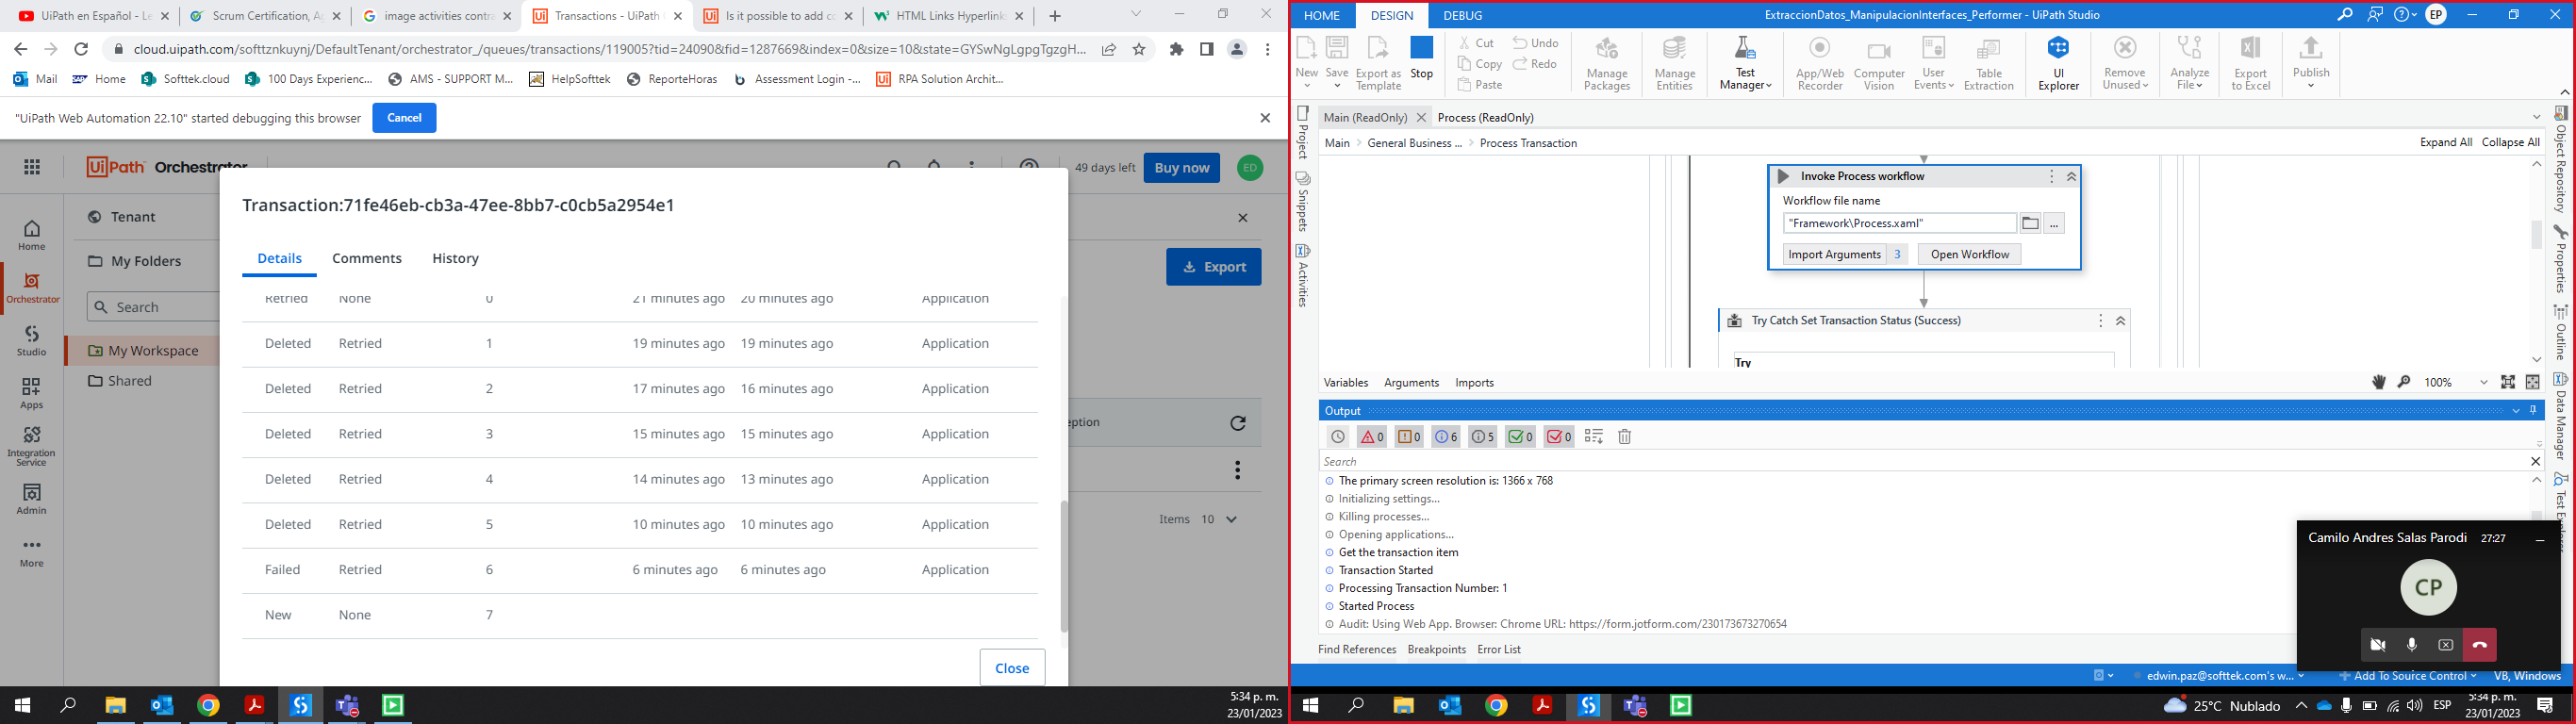 UiPath en Español - Le
Scrum Certification, A
image activities contra
Transactions - UiPath
Is it possible to add co
HTML Links Hyperlink
cloud.uipath.com/softtznkuynj/DefaultTenant/orchestrator_/queues/transactions/119005?tid=24090&fid=1287669&index=0&size=10&state=GYSwNgLgpgTgzgH...
Mail
Home
Softtek.cloud
100 Days Experienc...
AMS - SUPPORT M...
HelpSofttek
ReporteHoras
Assessment Login -...
RPA Solution Archit...
"UiPath Web Automation 22.10" started debugging this browser
Cancel
UiPath Orchestrator
49 days left
Buy now
ED
Home
Orchestrator
Studio
Apps
Integration Service
Admin
More
Tenant
My Folders
Search
My Workspace
Shared
Export
eption
Items 10
Transaction:71fe46eb-cb3a-47ee-8bb7-c0cb5a2954e1
Details Comments History
Retried None 0 21 minutes ago 20 minutes ago Application
Deleted Retried 1 19 minutes ago 19 minutes ago Application
Deleted Retried 2 17 minutes ago 16 minutes ago Application
Deleted Retried 3 15 minutes ago 15 minutes ago Application
Deleted Retried 4 14 minutes ago 13 minutes ago Application
Deleted Retried 5 10 minutes ago 10 minutes ago Application
Failed Retried 6 6 minutes ago 6 minutes ago Application
New None 7
Close
5:34 p. m.
23/01/2023
HOME DESIGN DEBUG
ExtraccionDatos_ManipulacionInterfaces_Performer - UiPath Studio
EP
New
Save
Export as Template
Stop
Cut
Copy
Paste
Undo
Redo
Manage Packages
Manage Entities
Test Manager
App/Web Recorder
Computer Vision
User Events
Table Extraction
UI Explorer
Remove Unused
Analyze File
Export to Excel
Publish
Project
Snippets
Activities
Main (ReadOnly)
Process (ReadOnly)
Main > General Business ... > Process Transaction
Expand All Collapse All
Invoke Process workflow
Workflow file name
"Framework\Process.xaml"
...
Import Arguments 3
Open Workflow
Try Catch Set Transaction Status (Success)
Try
Variables Arguments Imports
100%
Output
0 0 6 5 0 0
Search
The primary screen resolution is: 1366 x 768
Initializing settings...
Killing processes...
Opening applications...
Get the transaction item
Transaction Started
Processing Transaction Number: 1
Started Process
Audit: Using Web App. Browser: Chrome URL: https://form.jotform.com/230173673270654
Find References Breakpoints Error List
Object Repository
Properties
Outline
Data Manager
Test Explorer
Camilo Andres Salas Parodi 27:27
CP
edwin.paz@softtek.com's w...
Add To Source Control
VB, Windows
25°C Nublado
ESP
5:34 p. m.
23/01/2023